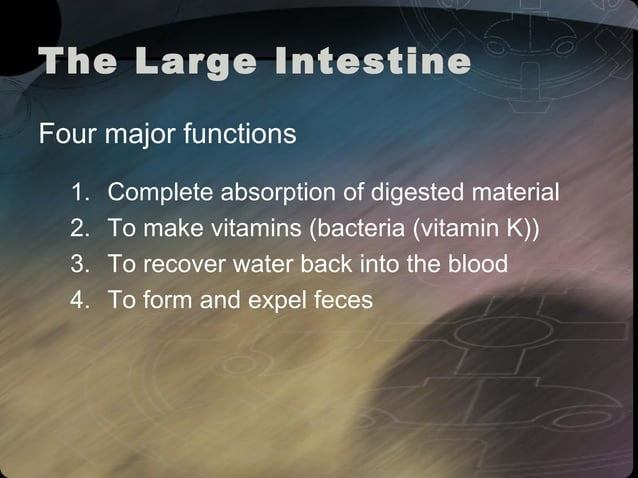 The Large Intestine
Four major functions
1. Complete absorption of digested material
2. To make vitamins (bacteria (vitamin K))
3. To recover water back into the blood
4. To form and expel feces